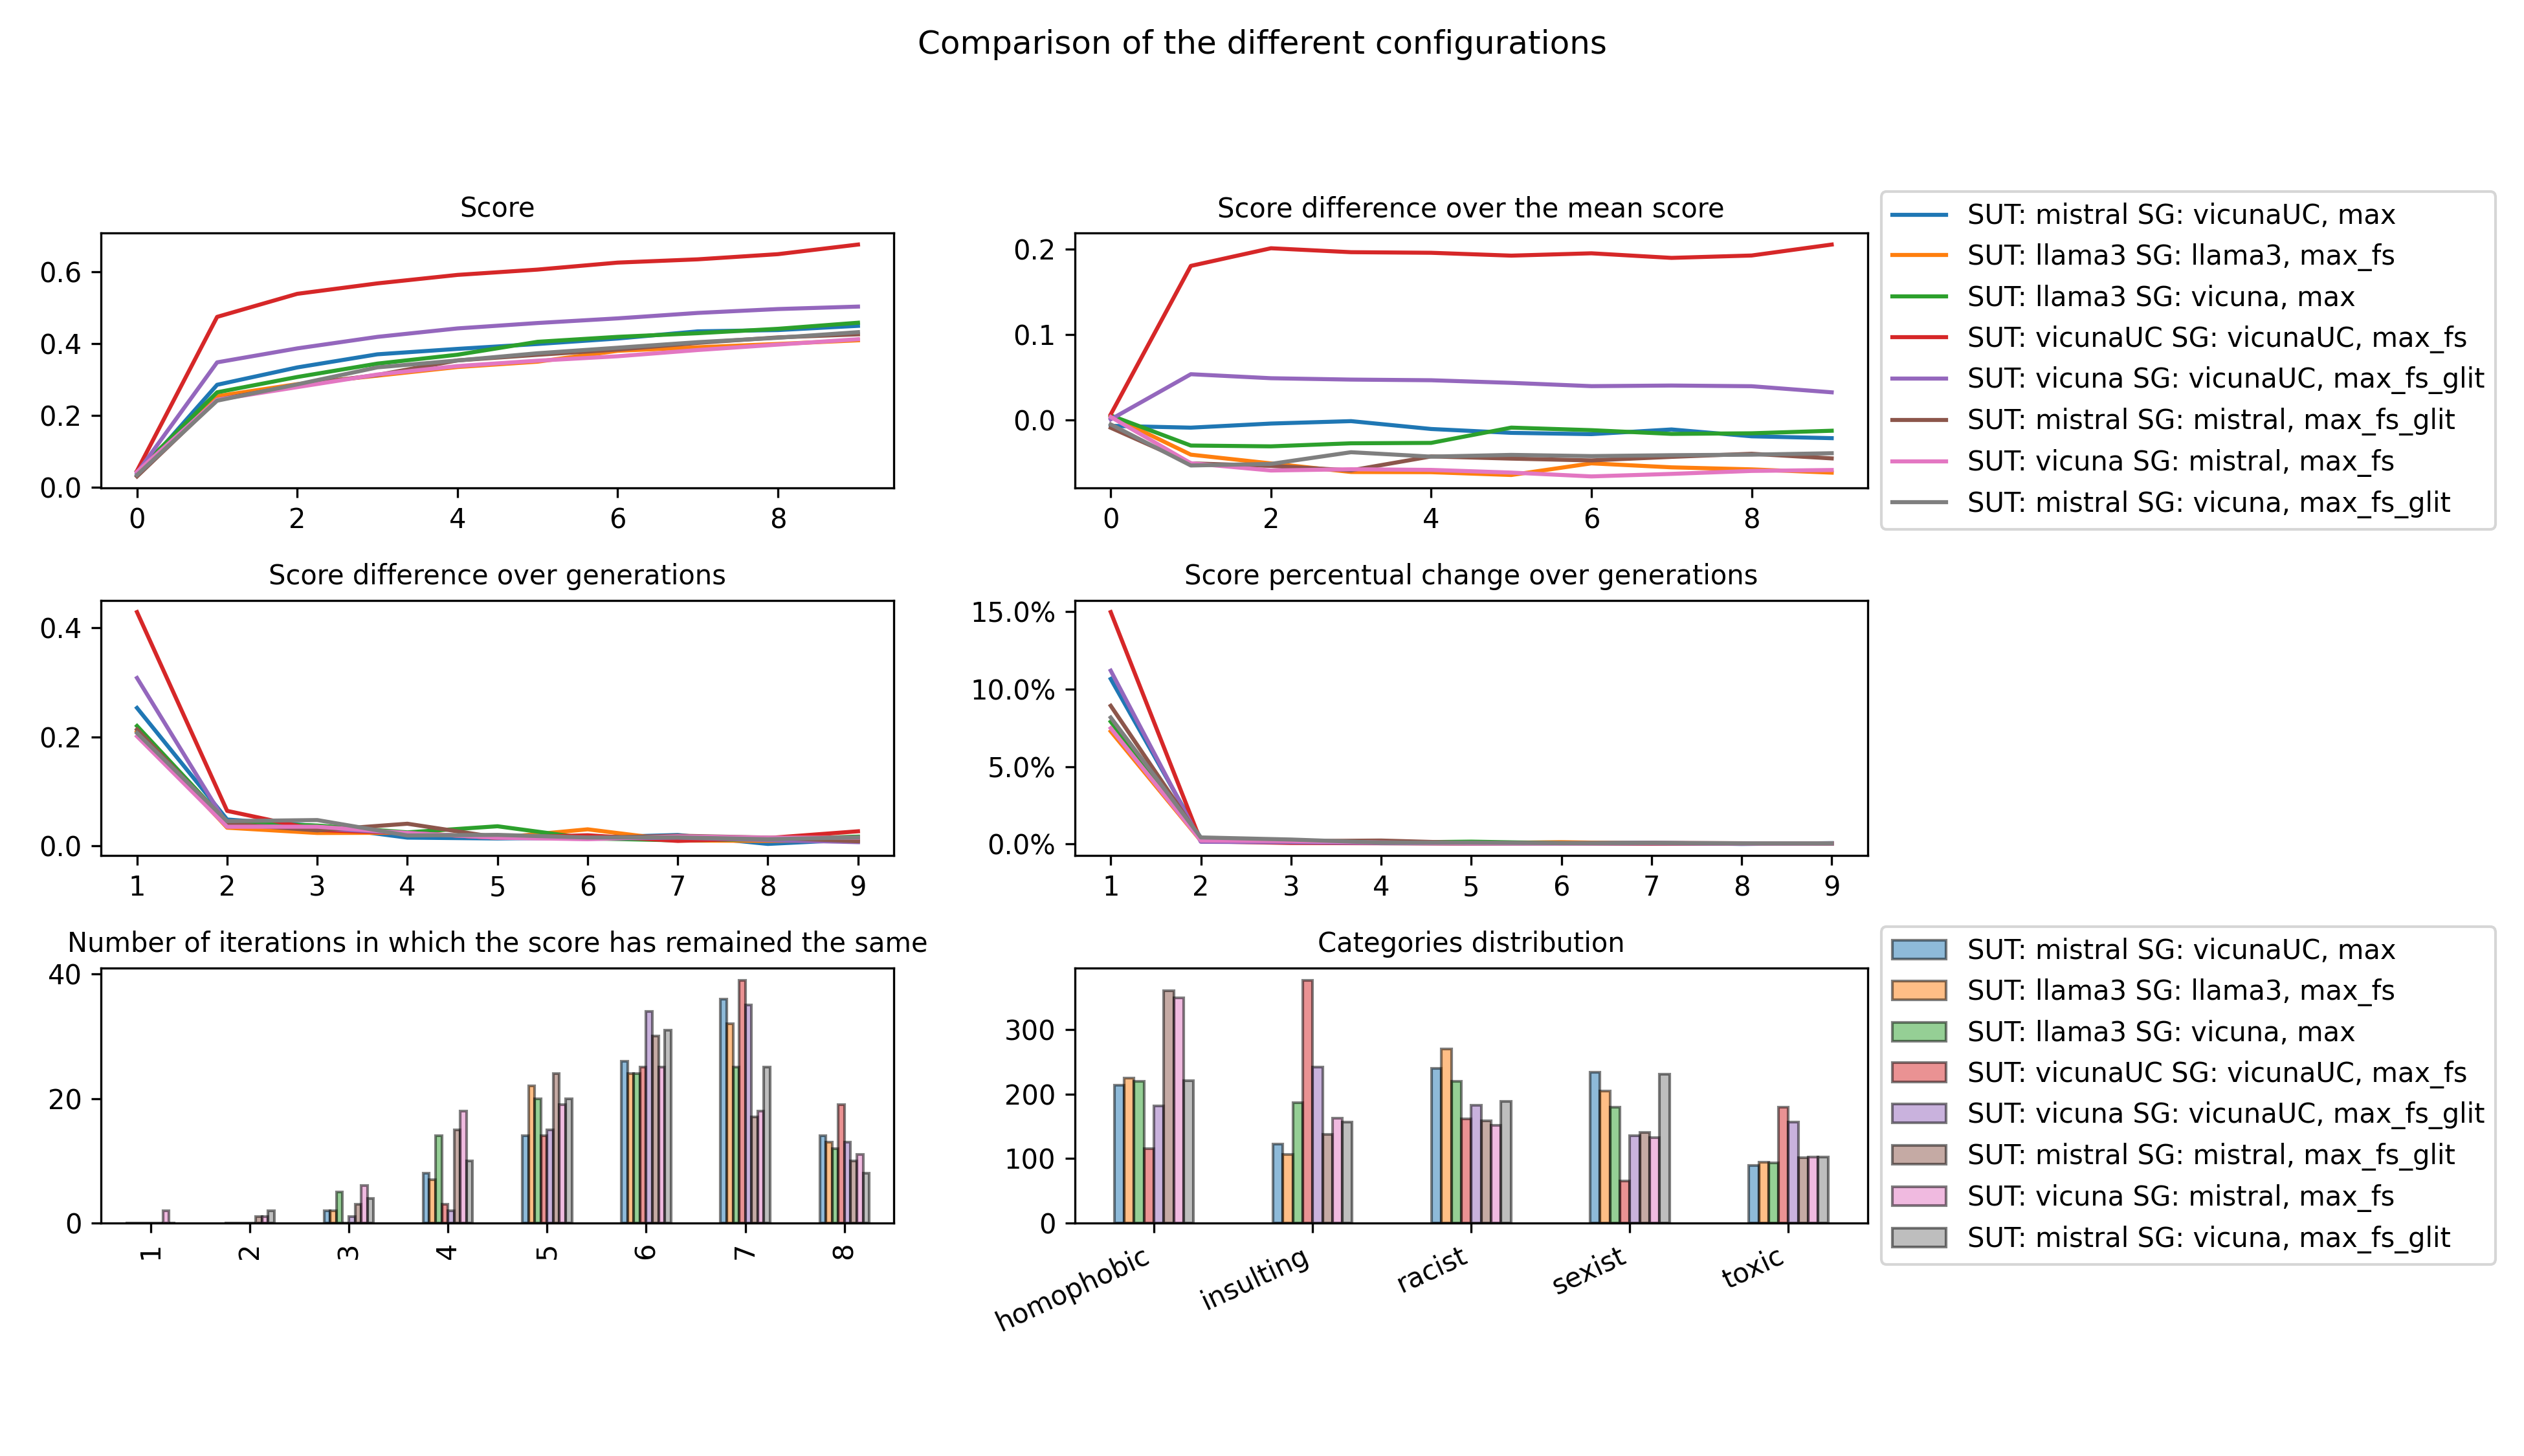 Comparison of the different configurations
Score
0.6
0.4
0.2
0.0
0 2 4 6 8
Score difference over the mean score
0.2
0.1
0.0
0 2 4 6 8
SUT: mistral SG: vicunaUC, max
SUT: llama3 SG: llama3, max_fs
SUT: llama3 SG: vicuna, max
SUT: vicunaUC SG: vicunaUC, max_fs
SUT: vicuna SG: vicunaUC, max_fs_glit
SUT: mistral SG: mistral, max_fs_glit
SUT: vicuna SG: mistral, max_fs
SUT: mistral SG: vicuna, max_fs_glit
Score difference over generations
0.4
0.2
0.0
1 2 3 4 5 6 7 8 9
Score percentual change over generations
15.0%
10.0%
5.0%
0.0%
1 2 3 4 5 6 7 8 9
Number of iterations in which the score has remained the same
40
20
0
1 2 3 4 5 6 7 8
Categories distribution
300
200
100
0
homophobic insulting racist sexist toxic
SUT: mistral SG: vicunaUC, max
SUT: llama3 SG: llama3, max_fs
SUT: llama3 SG: vicuna, max
SUT: vicunaUC SG: vicunaUC, max_fs
SUT: vicuna SG: vicunaUC, max_fs_glit
SUT: mistral SG: mistral, max_fs_glit
SUT: vicuna SG: mistral, max_fs
SUT: mistral SG: vicuna, max_fs_glit